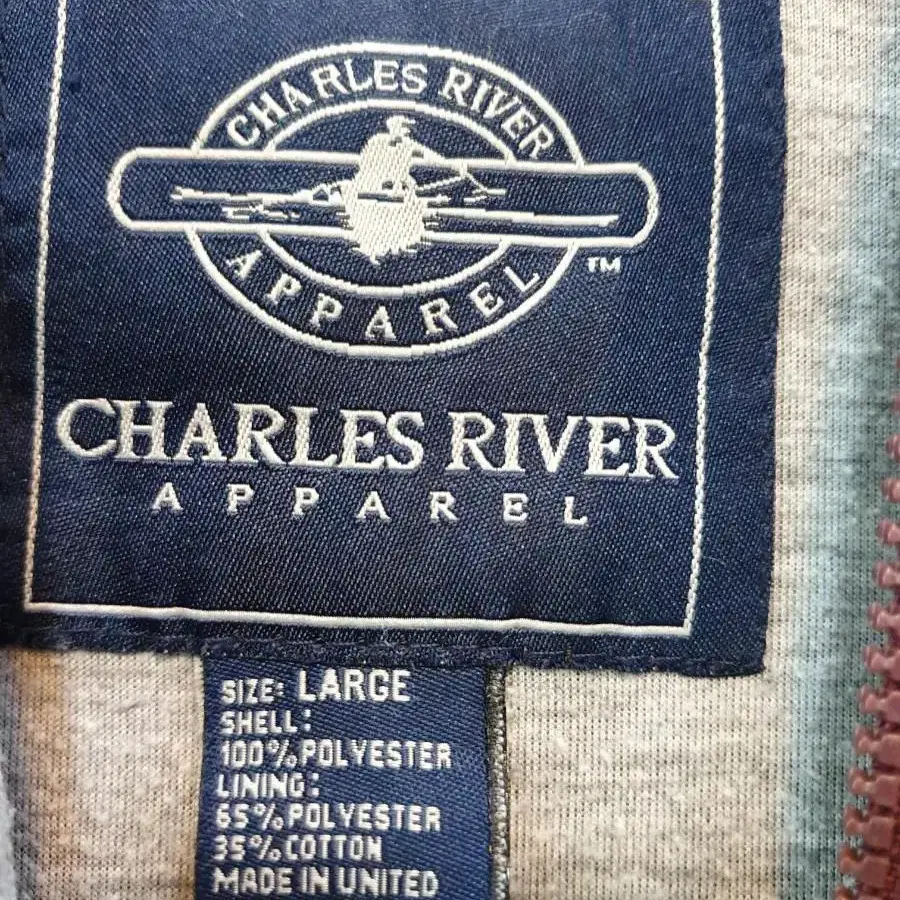 CHARLES RIVER
APPAREL
TM
CHARLES RIVER
APPAREL
SIZE: LARGE
SHELL:
100% POLYESTER
LINING:
65% POLYESTER
35% COTTON
MADE IN UNITED